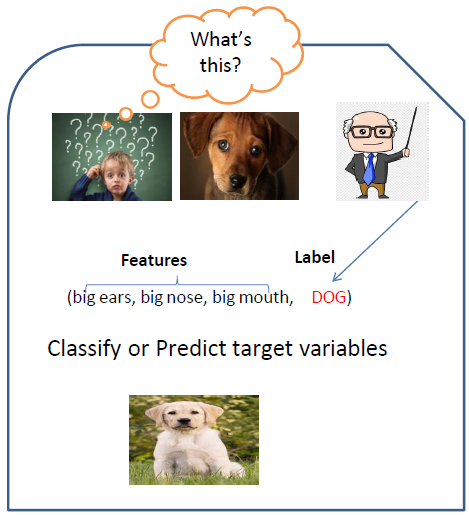 What's
this?
Features
Label
(big ears, big nose, big mouth, DOG)
Classify or Predict target variables